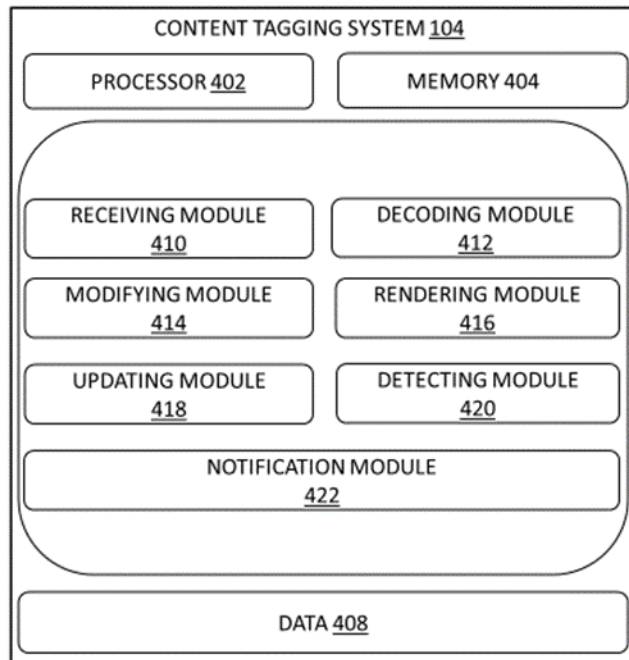 CONTENT TAGGING SYSTEM 104
PROCESSOR 402
MEMORY 404
RECEIVING MODULE
410
DECODING MODULE
412
MODIFYING MODULE
414
RENDERING MODULE
416
UPDATING MODULE
418
DETECTING MODULE
420
NOTIFICATION MODULE
422
DATA 408